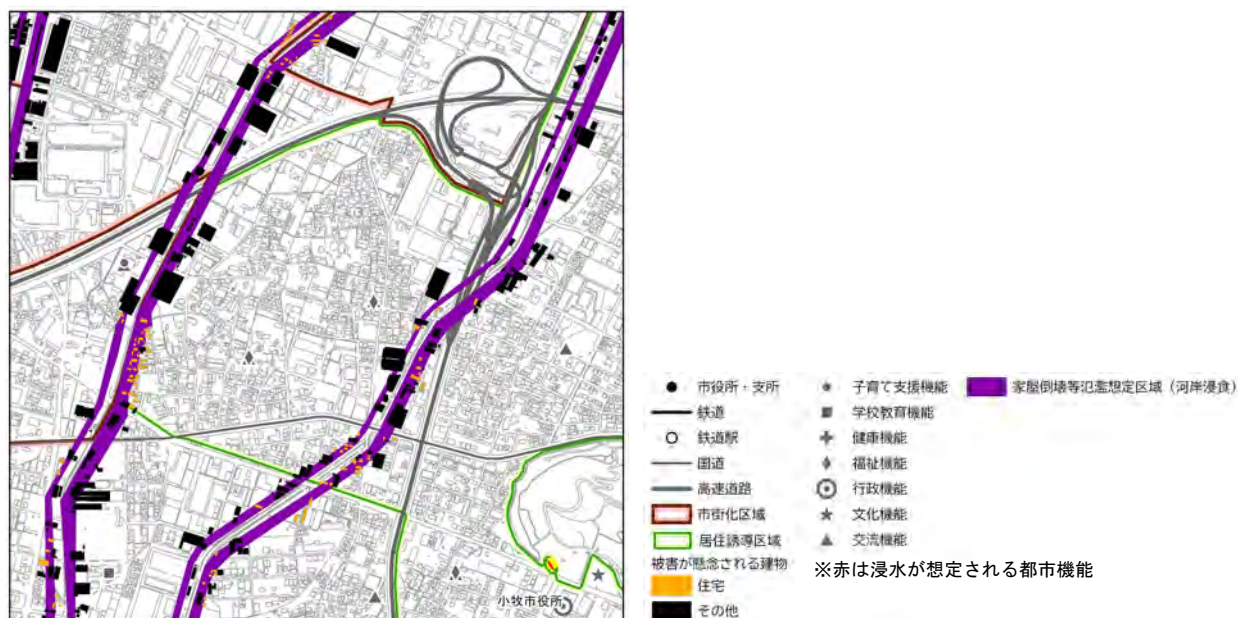 小牧市役所
市役所・支所
鉄道
鉄道駅
国道
高速道路
市街化区域
居住誘導区域
被害が懸念される建物
住宅
その他
子育て支援機能
学校教育機能
健康機能
福祉機能
行政機能
文化機能
交流機能
家屋倒壊等氾濫想定区域（河岸浸食）
※赤は浸水が想定される都市機能